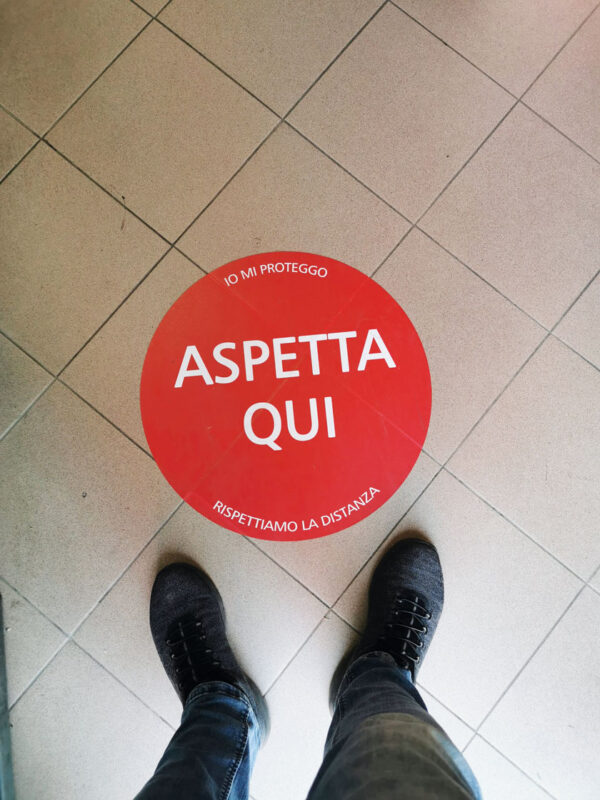 IO MI PROTEGGO
ASPETTA
QUI
RISPETTIAMO LA DISTANZA